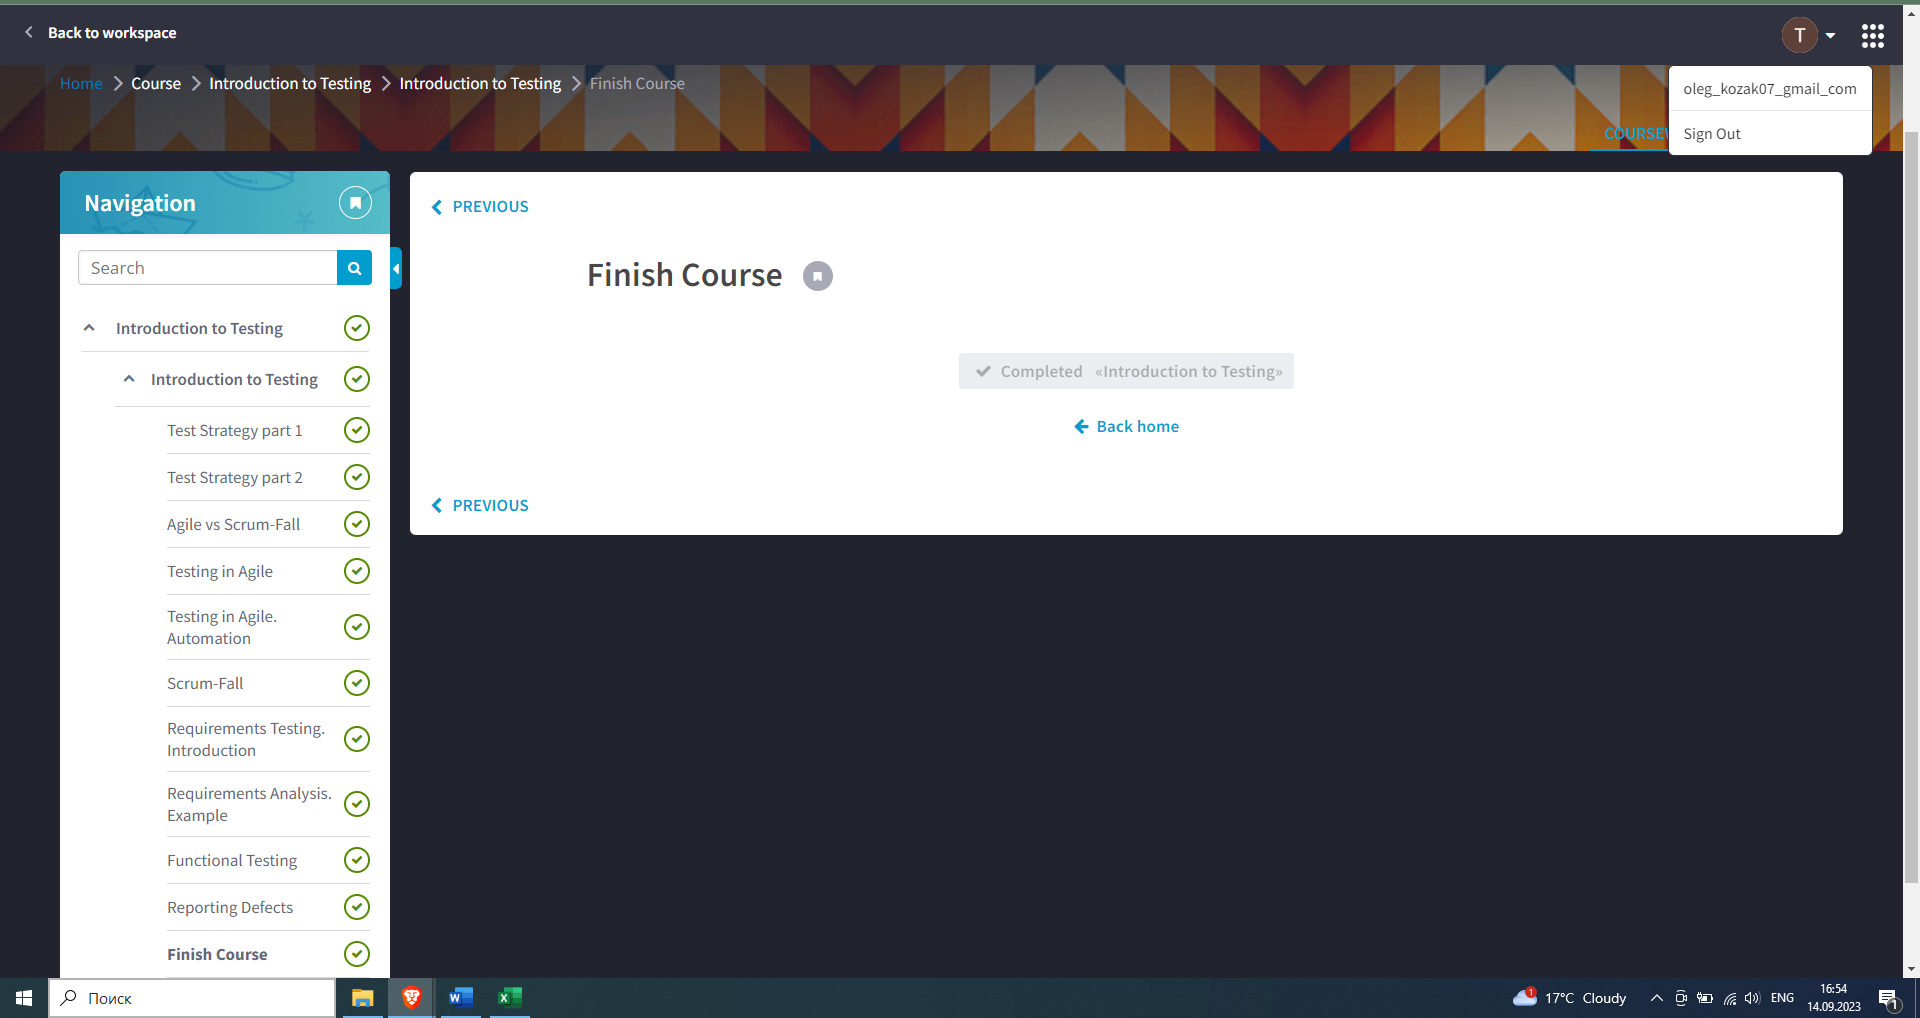 Back to workspace
T
Home Course Introduction to Testing Introduction to Testing Finish Course
oleg_kozak07_gmail_com
Sign Out
Navigation
Search
Introduction to Testing
Introduction to Testing
Test Strategy part 1
Test Strategy part 2
Agile vs Scrum-Fall
Testing in Agile
Testing in Agile.
Automation
Scrum-Fall
Requirements Testing.
Introduction
Requirements Analysis.
Example
Functional Testing
Reporting Defects
Finish Course
PREVIOUS
Finish Course
Completed «Introduction to Testing»
Back home
PREVIOUS
Поиск
W
X
1
17°C Cloudy
ENG
16:54
14.09.2023
1